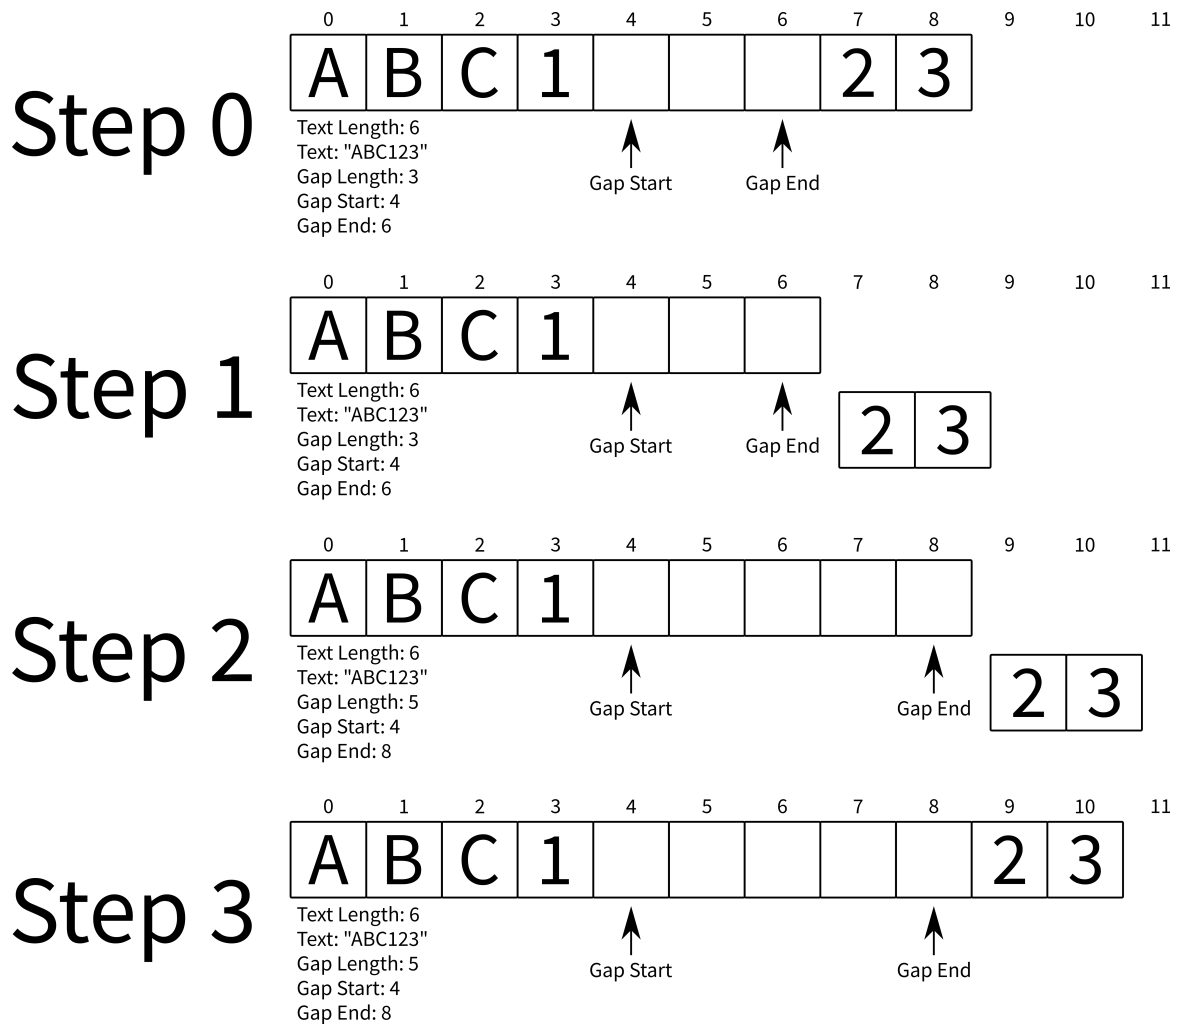 0 1 2 3 4 5 6 7 8 9 10 11
Step 0
A B C 1 2 3
Text Length: 6
Text: "ABC123"
Gap Length: 3
Gap Start: 4
Gap End: 6
Gap Start Gap End
0 1 2 3 4 5 6 7 8 9 10 11
Step 1
A B C 1
Text Length: 6
Text: "ABC123"
Gap Length: 3
Gap Start: 4
Gap End: 6
Gap Start Gap End
2 3
0 1 2 3 4 5 6 7 8 9 10 11
Step 2
A B C 1
Text Length: 6
Text: "ABC123"
Gap Length: 5
Gap Start: 4
Gap End: 8
Gap Start Gap End
2 3
0 1 2 3 4 5 6 7 8 9 10 11
Step 3
A B C 1 2 3
Text Length: 6
Text: "ABC123"
Gap Length: 5
Gap Start: 4
Gap End: 8
Gap Start Gap End